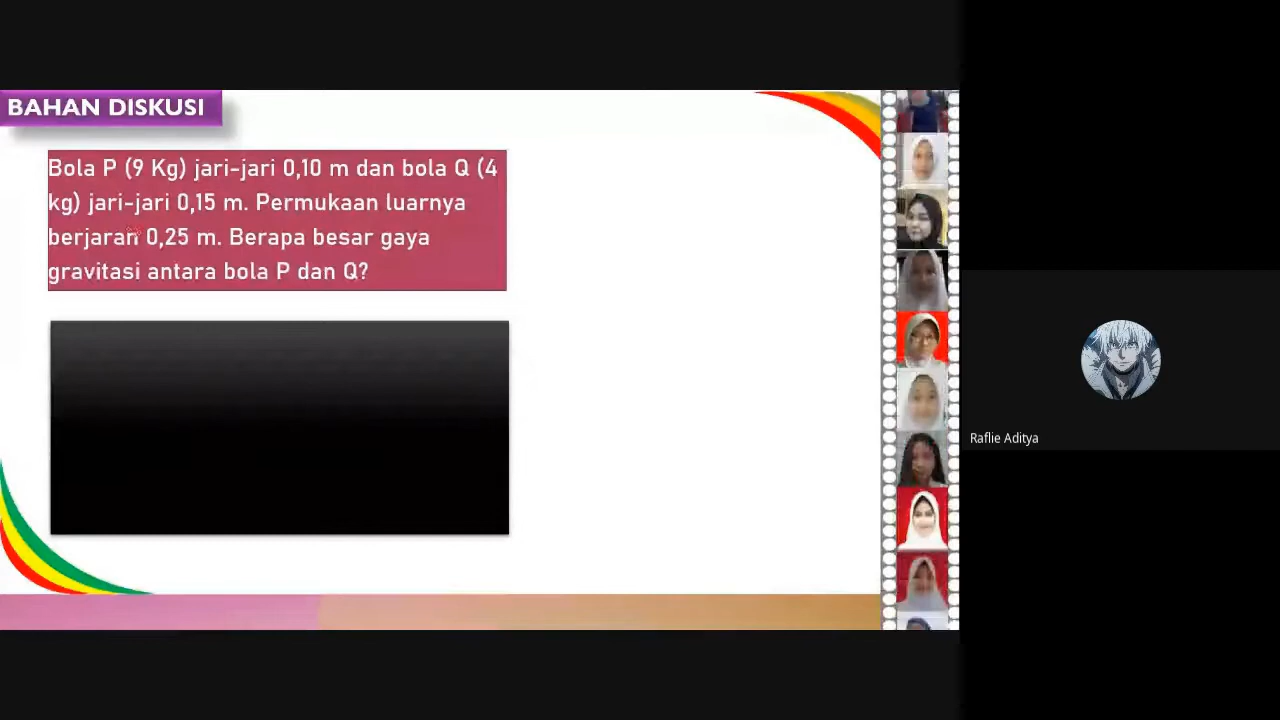 BAHAN DISKUSI
Bola P (9 Kg) jari-jari 0,10 m dan bola Q (4
kg) jari-jari 0,15 m. Permukaan luarnya
berjaran 0,25 m. Berapa besar gaya
gravitasi antara bola P dan Q?
Raflie Aditya